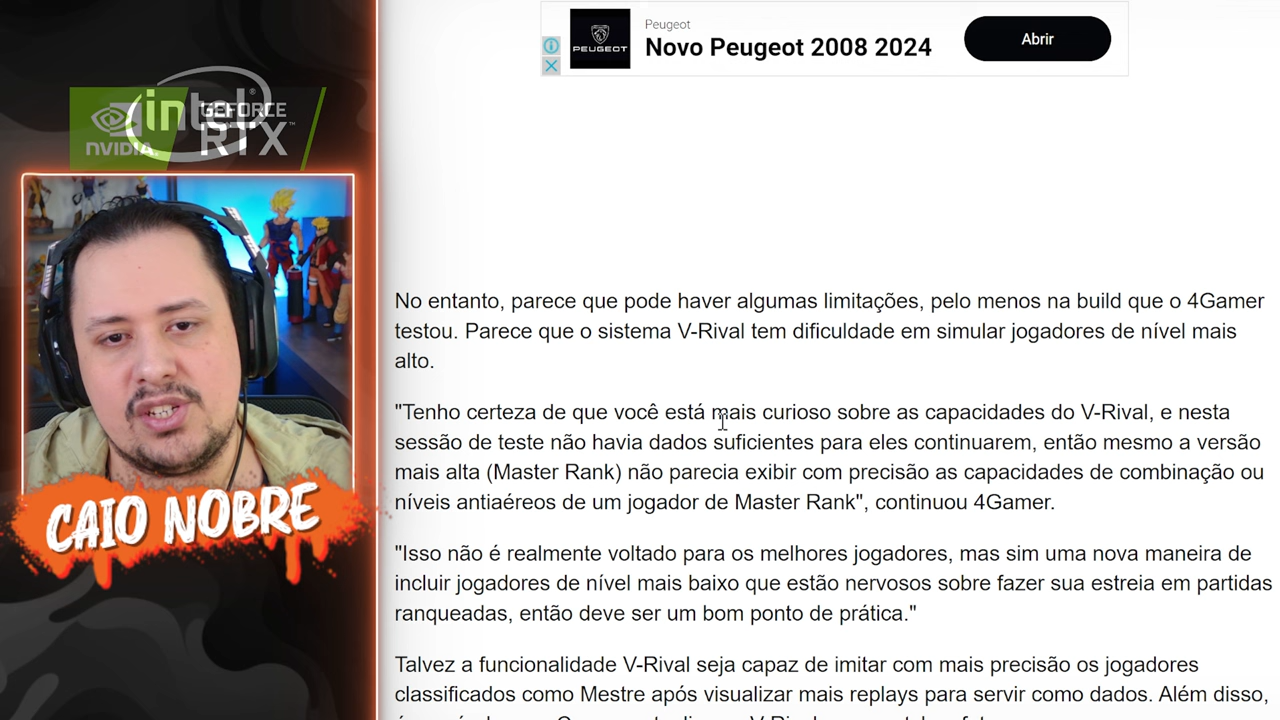 Peugeot
PEUGEOT
Novo Peugeot 2008 2024
Abrir
intel
GEFORCE
RTX
NVIDIA
No entanto, parece que pode haver algumas limitações, pelo menos na build que o 4Gamer
testou. Parece que o sistema V-Rival tem dificuldade em simular jogadores de nível mais
alto.
"Tenho certeza de que você está mais curioso sobre as capacidades do V-Rival, e nesta
sessão de teste não havia dados suficientes para eles continuarem, então mesmo a versão
mais alta (Master Rank) não parecia exibir com precisão as capacidades de combinação ou
níveis antiaéreos de um jogador de Master Rank", continuou 4Gamer.
"Isso não é realmente voltado para os melhores jogadores, mas sim uma nova maneira de
incluir jogadores de nível mais baixo que estão nervosos sobre fazer sua estreia em partidas
ranqueadas, então deve ser um bom ponto de prática."
Talvez a funcionalidade V-Rival seja capaz de imitar com mais precisão os jogadores
classificados como Mestre após visualizar mais replays para servir como dados. Além disso,
CAIO NOBRE